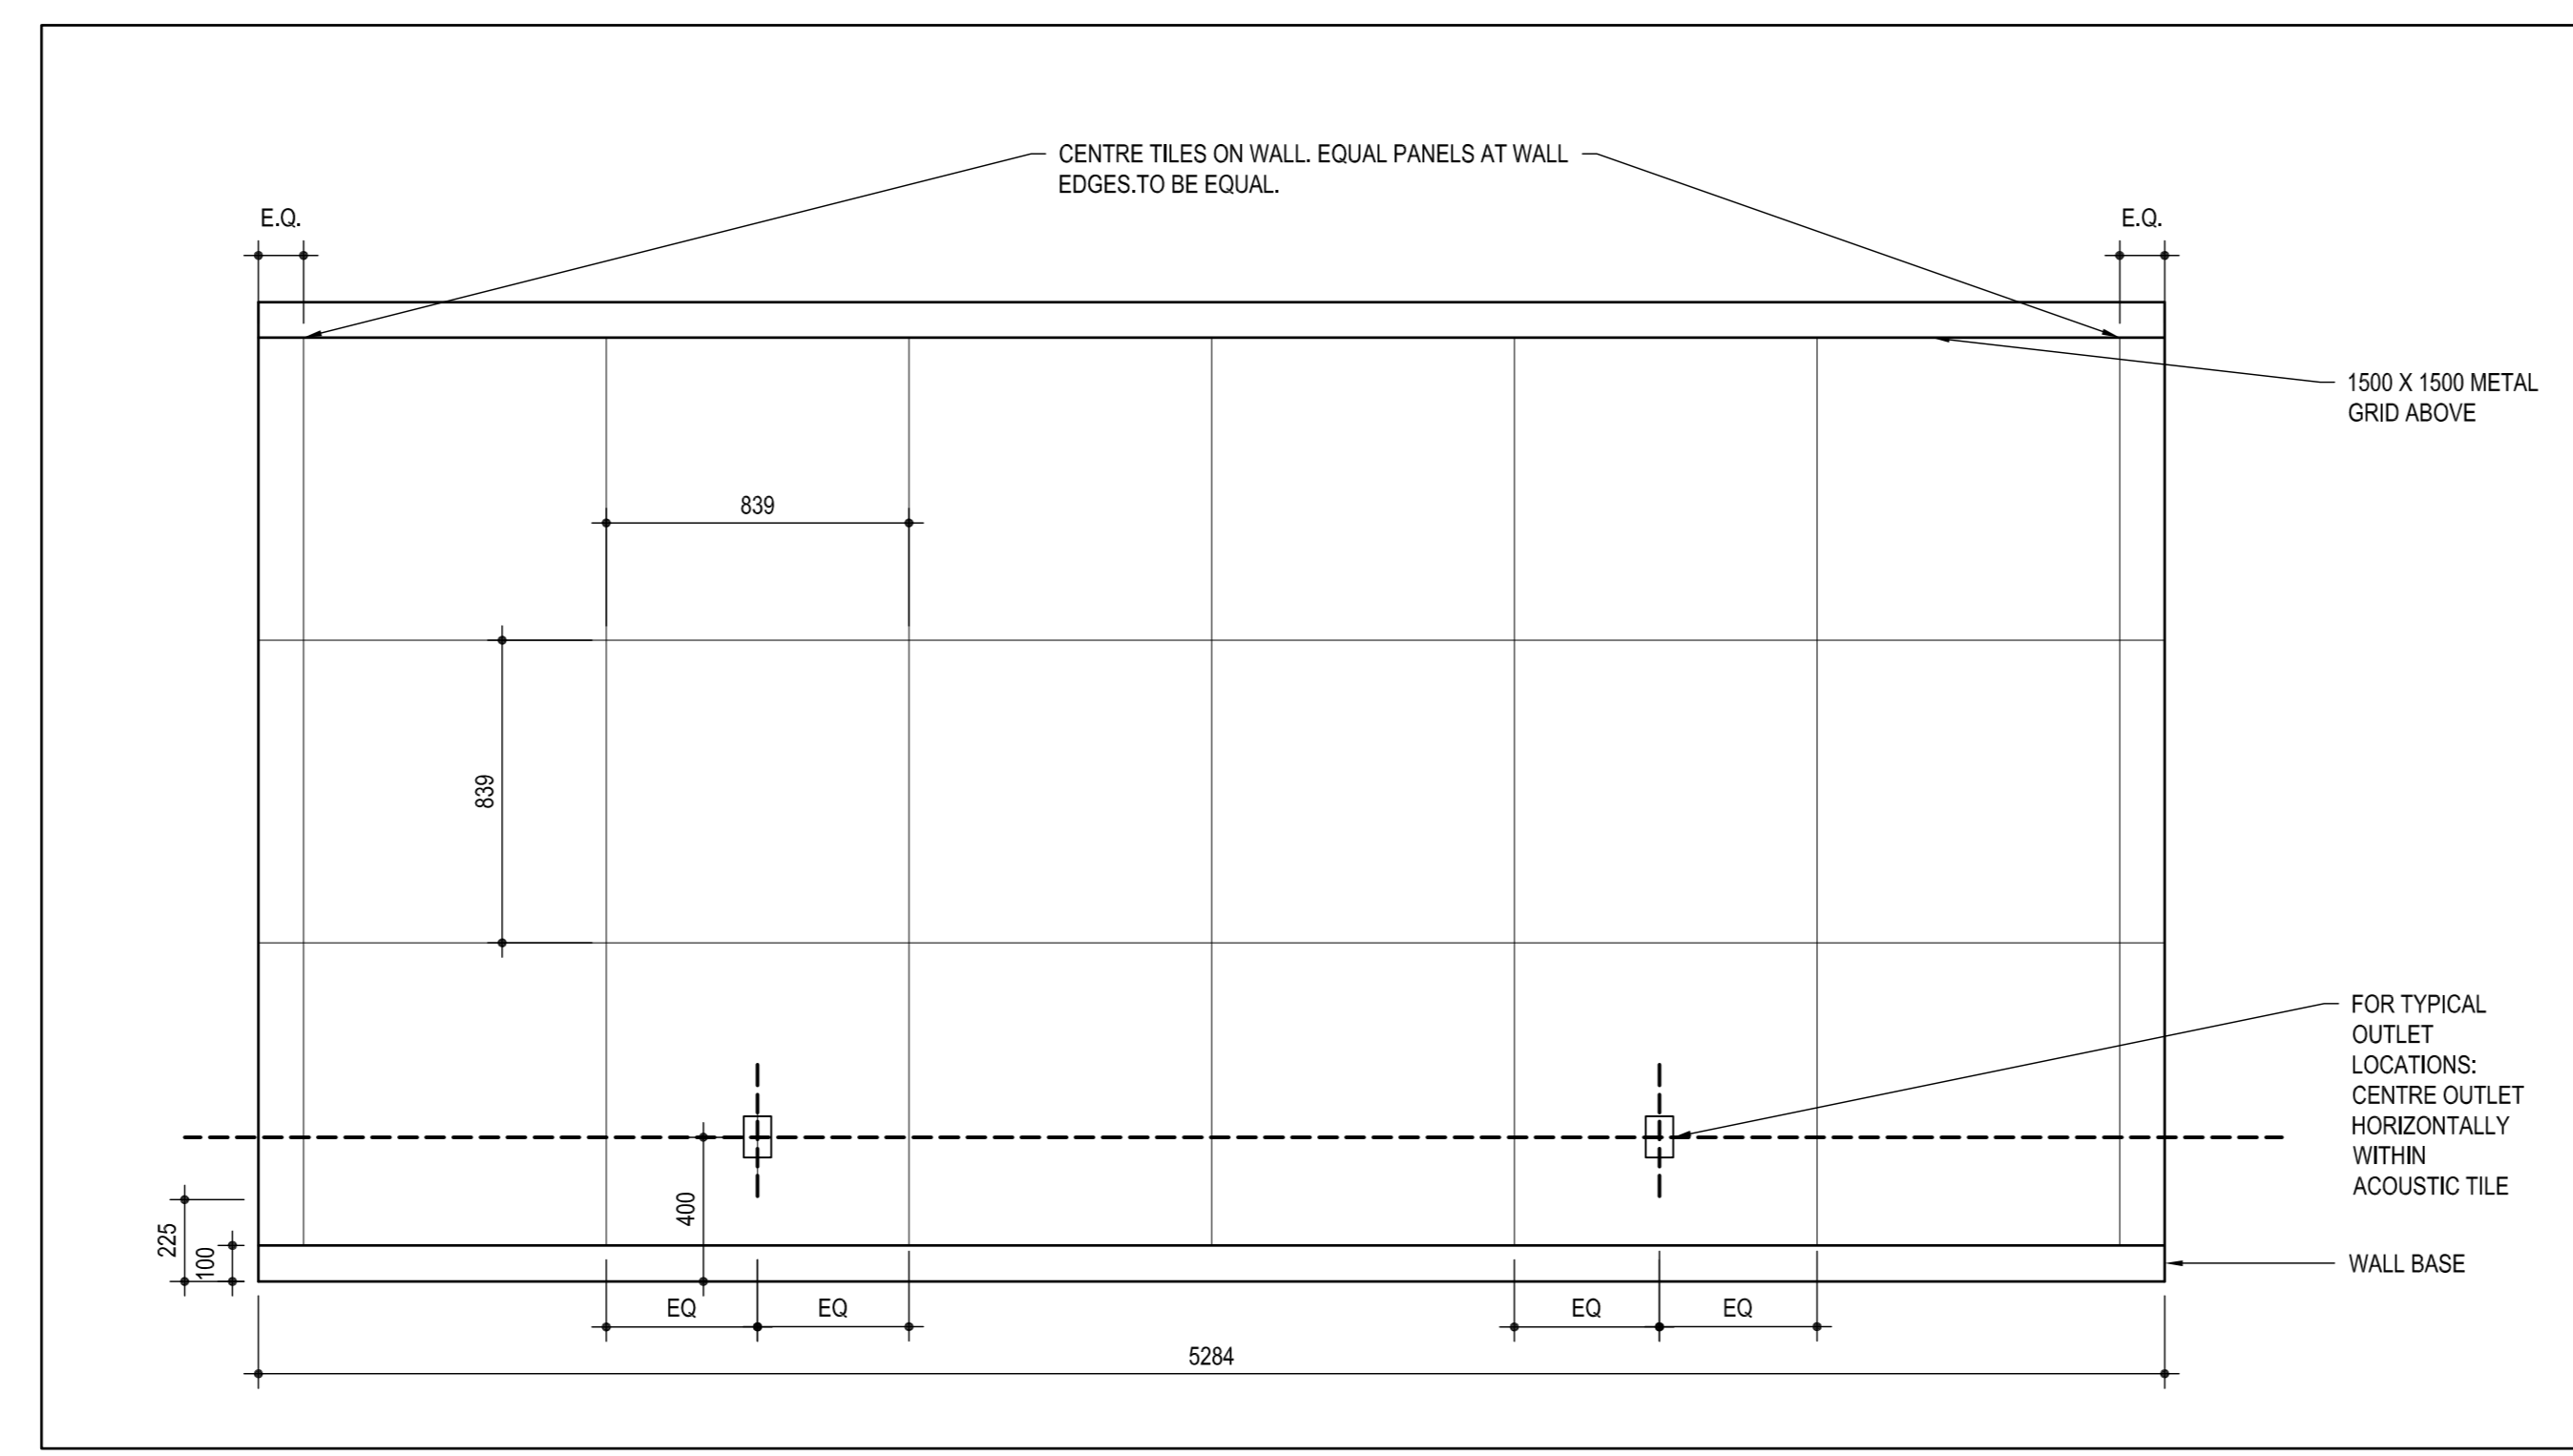 CENTRE TILES ON WALL. EQUAL PANELS AT WALL
EDGES.TO BE EQUAL.
E.Q.
E.Q.
1500 X 1500 METAL
GRID ABOVE
839
839
FOR TYPICAL
OUTLET
LOCATIONS:
CENTRE OUTLET
HORIZONTALLY
WITHIN
ACOUSTIC TILE
400
225
100
WALL BASE
EQ
EQ
EQ
EQ
5284